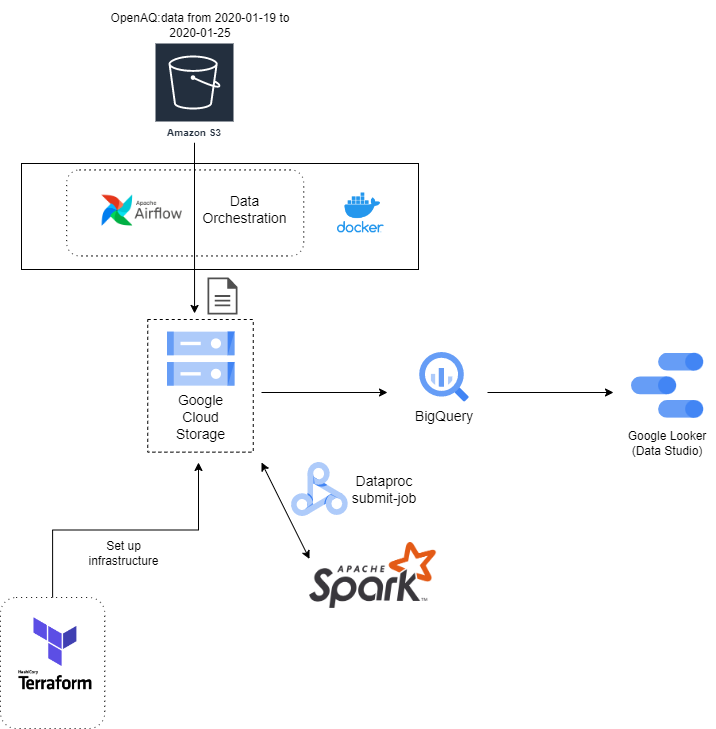 OpenAQ:data from 2020-01-19 to
2020-01-25
Amazon S3
Apache
Airflow
Data
Orchestration
docker
Google
Cloud
Storage
BigQuery
Google Looker
(Data Studio)
Dataproc
submit-job
Set up
infrastructure
APACHE
Spark™
HashiCorp
Terraform